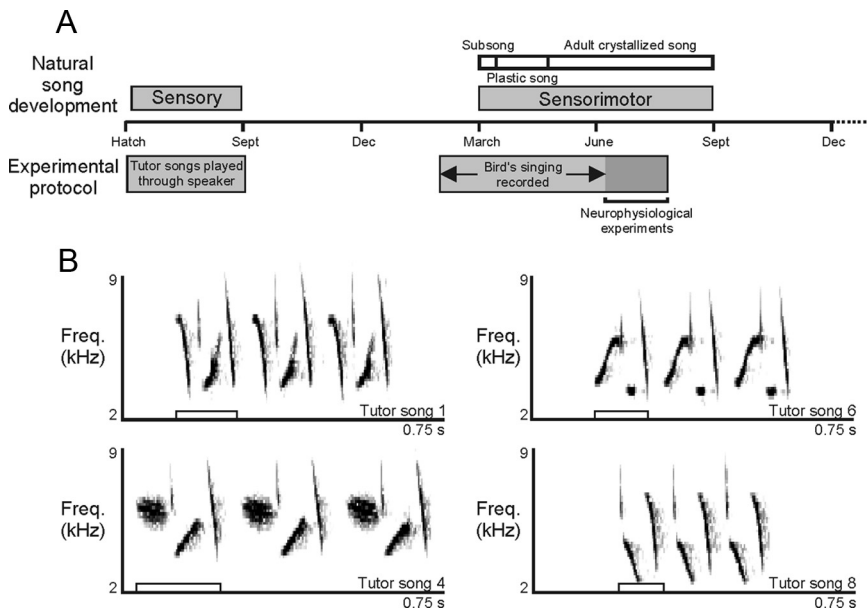 A
Natural
song
development
Subsong
Adult crystallized song
Plastic song
Sensory
Sensorimotor
Hatch
Sept
Dec
March
June
Sept
Dec
Experimental
protocol
Tutor songs played
through speaker
Bird's singing
recorded
Neurophysiological
experiments
B
9
Freq.
(kHz)
2
Tutor song 1
0.75 s
9
Freq.
(kHz)
2
Tutor song 6
0.75 s
9
Freq.
(kHz)
2
Tutor song 4
0.75 s
9
Freq.
(kHz)
2
Tutor song 8
0.75 s